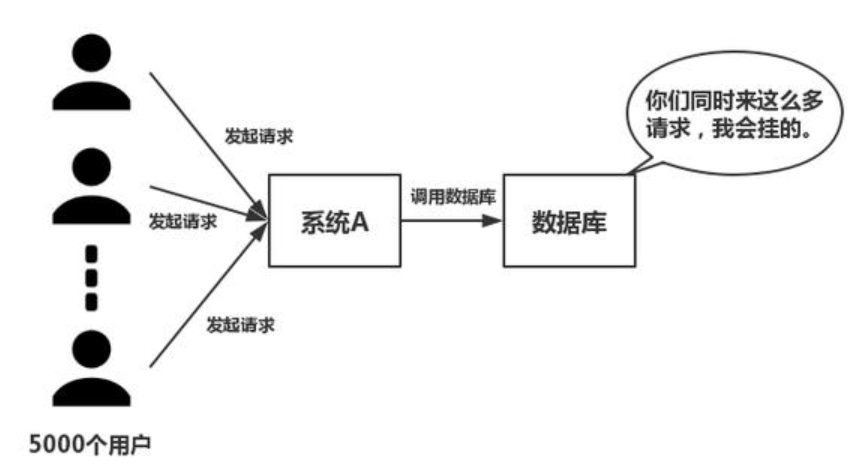 你们同时来这么多
请求，我会挂的。
发起请求
调用数据库
发起请求
系统A
数据库
发起请求
5000个用户